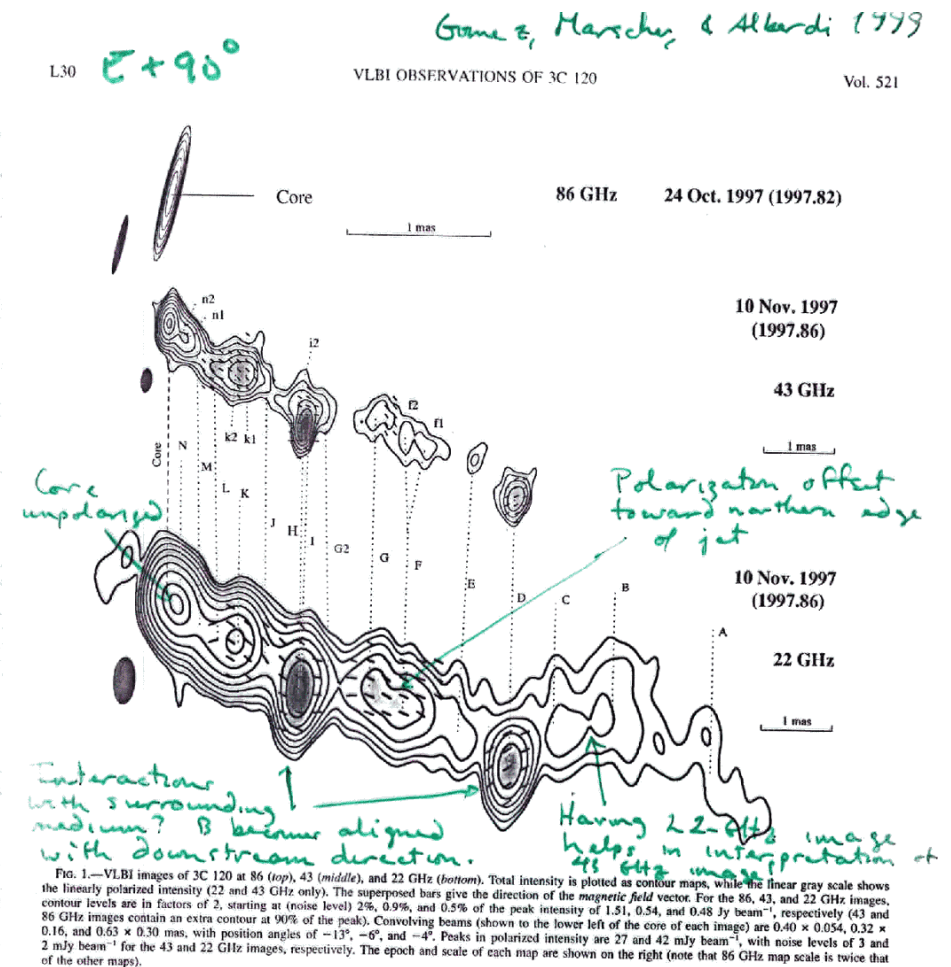 Gomez, Marscher, & Alberdi 1999
L30
E + 90°
VLBI OBSERVATIONS OF 3C 120
Vol. 521
Core
86 GHz
24 Oct. 1997 (1997.82)
1 mas
n2
n1
10 Nov. 1997
(1997.86)
i2
43 GHz
f2
f1
k2 k1
1 mas
Core
N
M
L
K
J
H
I
G2
G
F
E
D
C
B
A
Core
unpolarized
Polarization offset
toward northern edge
of jet
10 Nov. 1997
(1997.86)
22 GHz
1 mas
Interactions
with surrounding
medium? B becomes aligned
with downstream direction.
Having 22-GHz image
helps in interpretation of
43 GHz image!
FIG. 1.—VLBI images of 3C 120 at 86 (top), 43 (middle), and 22 GHz (bottom). Total intensity is plotted as contour maps, while the linear gray scale shows
the linearly polarized intensity (22 and 43 GHz only). The superposed bars give the direction of the magnetic field vector. For the 86, 43, and 22 GHz images,
contour levels are in factors of 2, starting at (noise level) 2%, 0.9%, and 0.5% of the peak intensity of 1.51, 0.54, and 0.48 Jy beam⁻¹, respectively (43 and
86 GHz images contain an extra contour at 90% of the peak). Convolving beams (shown to the lower left of the core of each image) are 0.40 × 0.054, 0.32 ×
0.16, and 0.63 × 0.30 mas, with position angles of −13°, −6°, and −4°. Peaks in polarized intensity are 27 and 42 mJy beam⁻¹, with noise levels of 3 and
2 mJy beam⁻¹ for the 43 and 22 GHz images, respectively. The epoch and scale of each map are shown on the right (note that 86 GHz map scale is twice that
of the other maps).